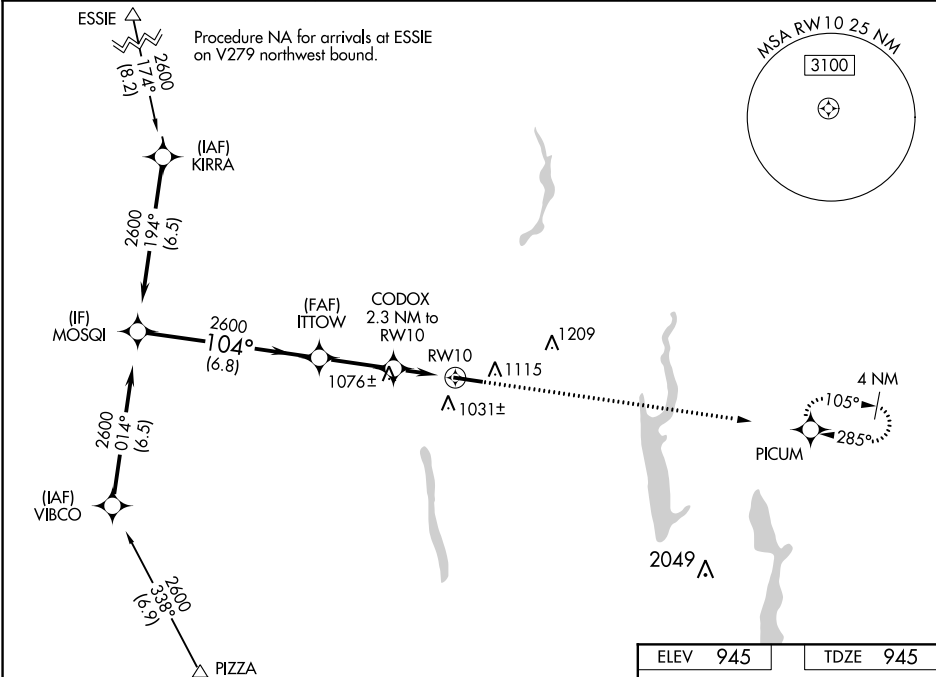 ESSIE
Procedure NA for arrivals at ESSIE
on V279 northwest bound.
MSA RW10 25 NM
3100
2600
174°
(8.2)
(IAF)
KIRRA
2600
194°
(6.5)
(IF)
MOSQI
2600
104°
(6.8)
(FAF)
ITTOW
CODOX
2.3 NM to
RW10
1076±
RW10
1209
1115
1031±
4 NM
105°
285°
PICUM
2600
014°
(6.5)
(IAF)
VIBCO
2600
338°
(6.9)
PIZZA
2049
ELEV 945
TDZE 945